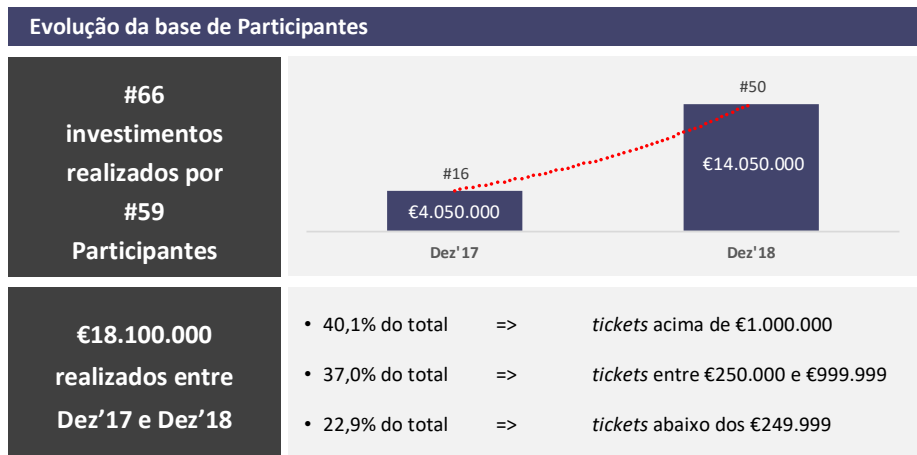 Evolução da base de Participantes
#66
investimentos
realizados por
#59
Participantes
#16
€4.050.000
Dez'17
#50
€14.050.000
Dez'18
€18.100.000
realizados entre
Dez’17 e Dez’18
• 40,1% do total => tickets acima de €1.000.000
• 37,0% do total => tickets entre €250.000 e €999.999
• 22,9% do total => tickets abaixo dos €249.999